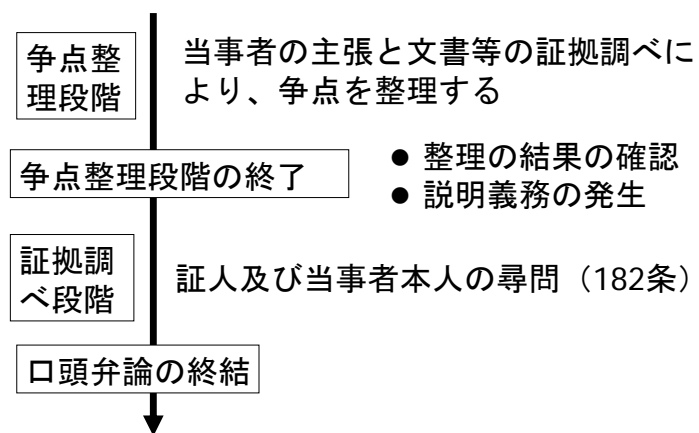 争点整
理段階
当事者の主張と文書等の証拠調べに
より、争点を整理する
争点整理段階の終了
● 整理の結果の確認
● 説明義務の発生
証拠調
べ段階
証人及び当事者本人の尋問（182条）
口頭弁論の終結